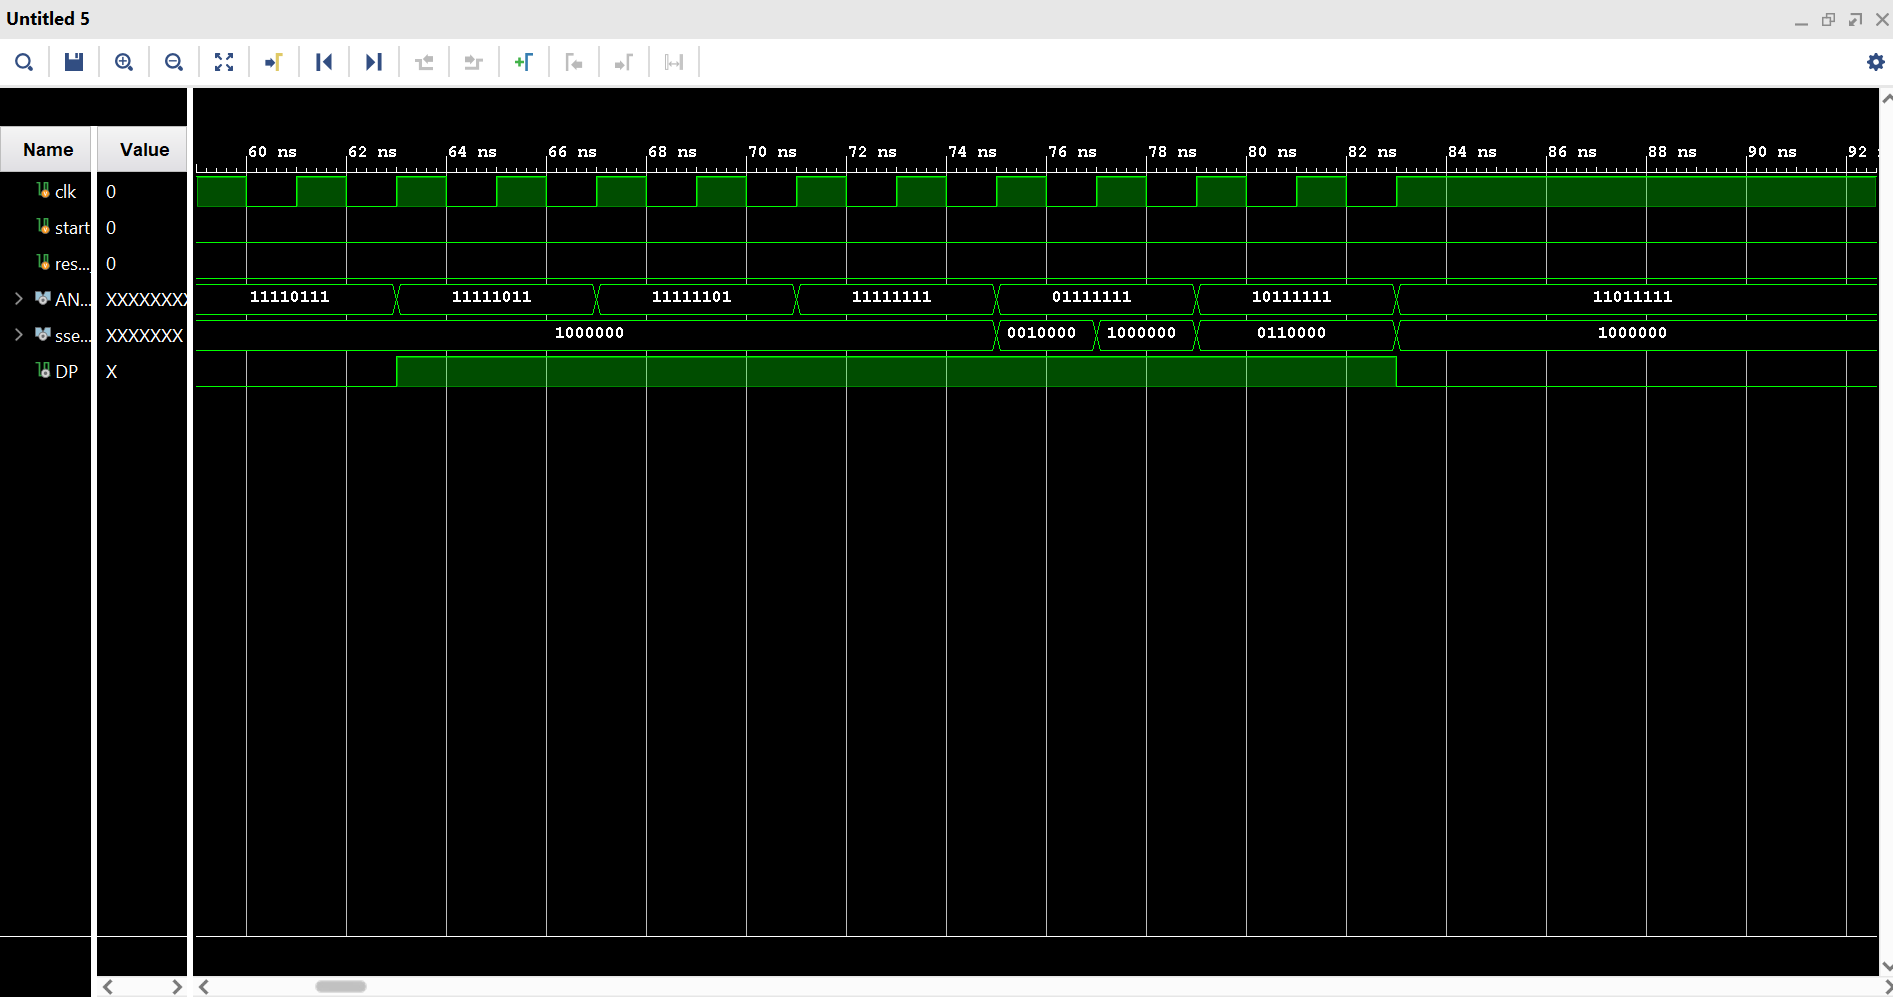 Untitled 5
Name Value
60 ns 62 ns 64 ns 66 ns 68 ns 70 ns 72 ns 74 ns 76 ns 78 ns 80 ns 82 ns 84 ns 86 ns 88 ns 90 ns 92
clk 0
start 0
res... 0
AN... XXXXXXXX 11110111 11111011 11111101 11111111 01111111 10111111 11011111
sse... XXXXXXX 1000000 0010000 1000000 0110000 1000000
DP X